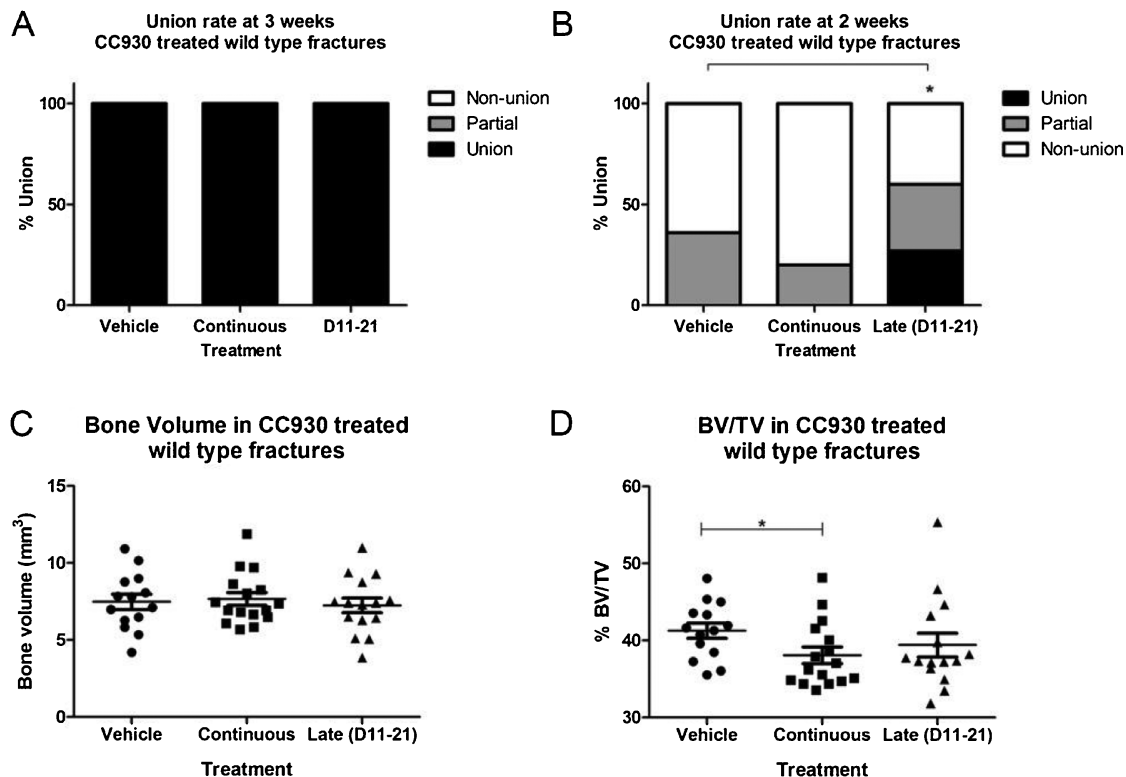 A
Union rate at 3 weeks
CC930 treated wild type fractures
100
50
0
% Union
Non-union
Partial
Union
Vehicle Continuous D11-21
Treatment
B
Union rate at 2 weeks
CC930 treated wild type fractures
*
100
50
0
% Union
Union
Partial
Non-union
Vehicle Continuous Late (D11-21)
Treatment
C
Bone Volume in CC930 treated
wild type fractures
15
10
5
0
Bone volume (mm³)
Vehicle Continuous Late (D11-21)
Treatment
D
BV/TV in CC930 treated
wild type fractures
60
50
40
30
% BV/TV
*
Vehicle Continuous Late (D11-21)
Treatment